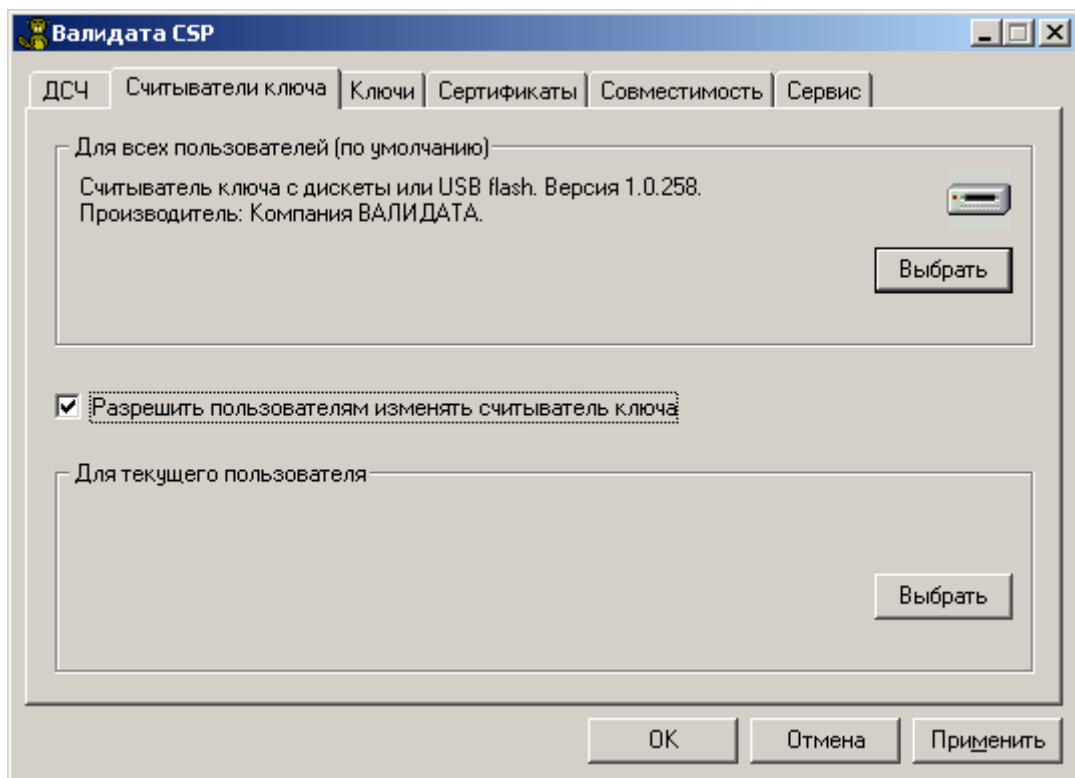 Валидата CSP
ДСЧ Считыватели ключа Ключи Сертификаты Совместимость Сервис
Для всех пользователей (по умолчанию)
Считыватель ключа с дискеты или USB flash. Версия 1.0.258.
Производитель: Компания ВАЛИДАТА.
Выбрать
Разрешить пользователям изменять считыватель ключа
Для текущего пользователя
Выбрать
OK Отмена Применить